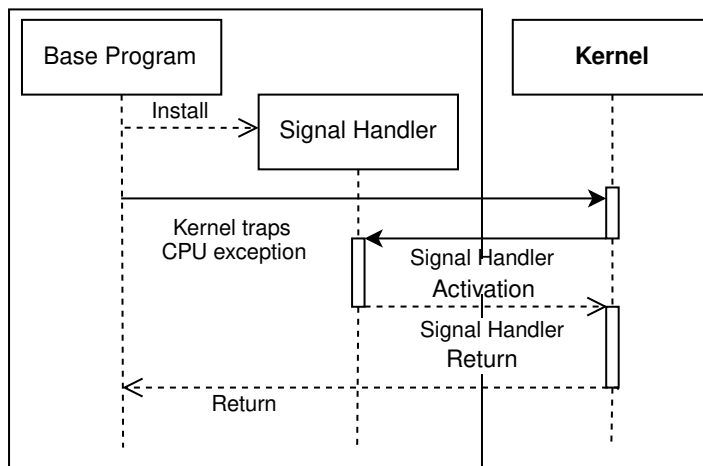 Base Program
Kernel
Install
Signal Handler
Kernel traps
CPU exception
Signal Handler
Activation
Signal Handler
Return
Return